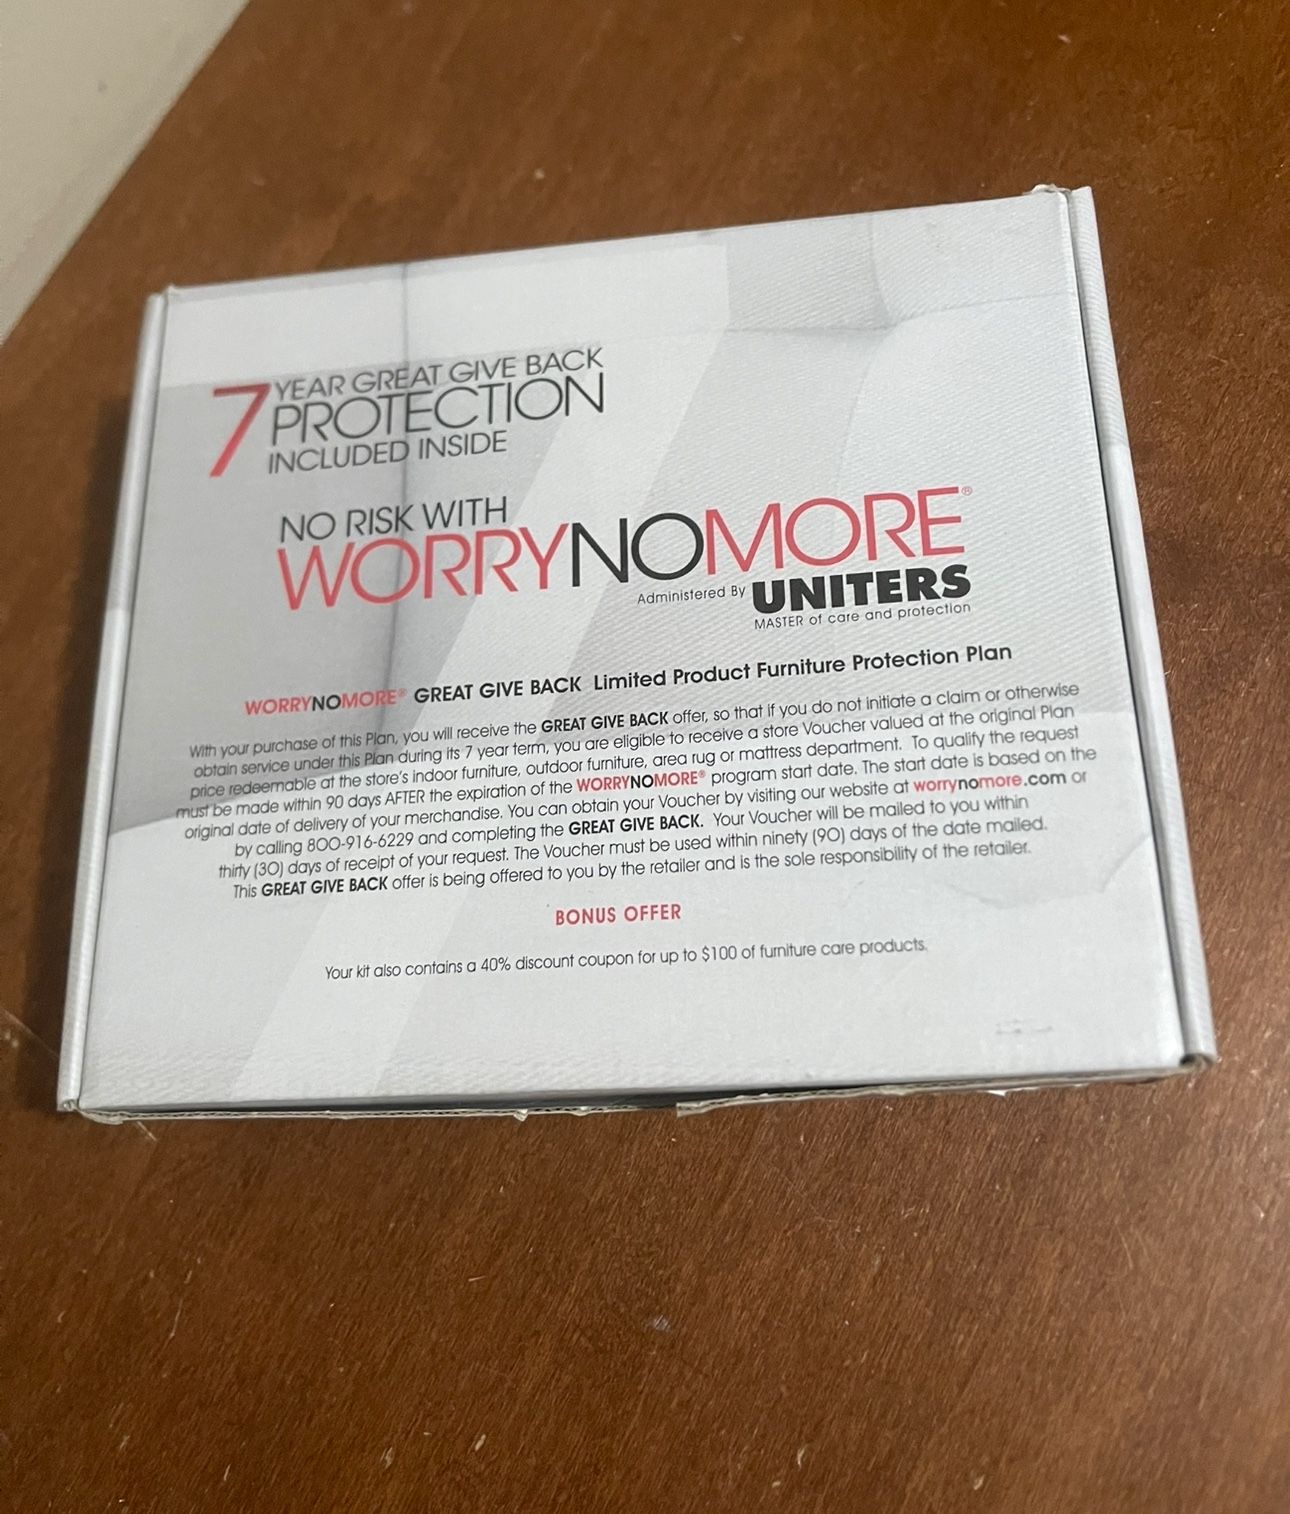 7 YEAR GREAT GIVE BACK
PROTECTION
INCLUDED INSIDE
NO RISK WITH
WORRYNOMORE®
Administered By UNITERS
MASTER of care and protection
WORRYNOMORE® GREAT GIVE BACK Limited Product Furniture Protection Plan
With your purchase of this Plan, you will receive the GREAT GIVE BACK offer, so that if you do not initiate a claim or otherwise
obtain service under this Plan during its 7 year term, you are eligible to receive a store Voucher valued at the original Plan
price redeemable at the store's indoor furniture, outdoor furniture, area rug or mattress department. To qualify the request
must be made within 90 days AFTER the expiration of the WORRYNOMORE® program start date. The start date is based on the
original date of delivery of your merchandise. You can obtain your Voucher by visiting our website at worrynomore.com or
by calling 800-916-6229 and completing the GREAT GIVE BACK. Your Voucher will be mailed to you within
thirty (30) days of receipt of your request. The Voucher must be used within ninety (90) days of the date mailed.
This GREAT GIVE BACK offer is being offered to you by the retailer and is the sole responsibility of the retailer.
BONUS OFFER
Your kit also contains a 40% discount coupon for up to $100 of furniture care products.